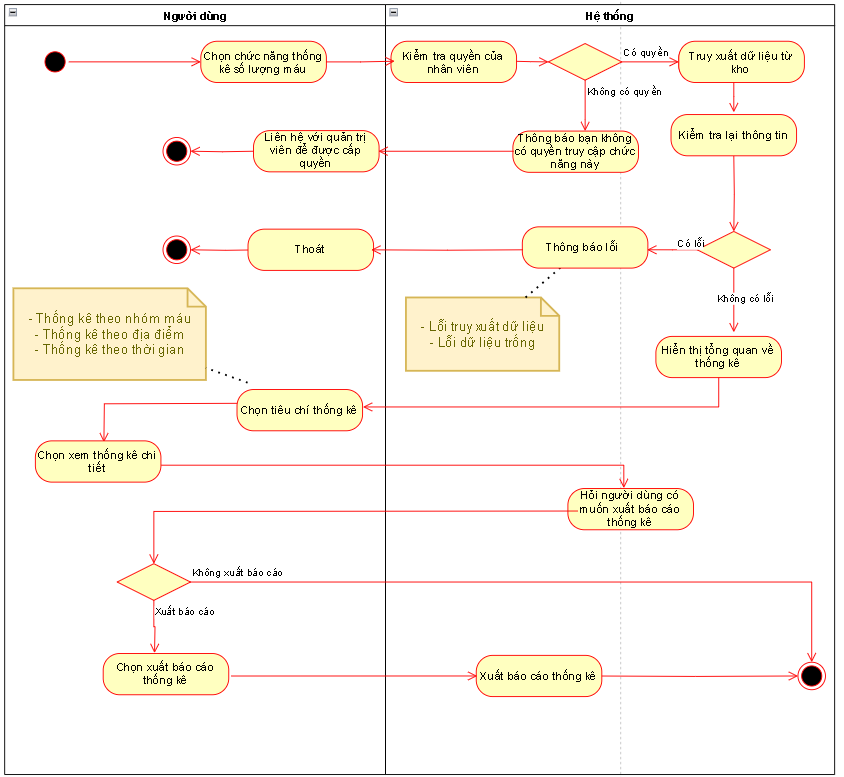 Người dùng
Hệ thống
Chọn chức năng thống
kê số lượng máu
Kiểm tra quyền của
nhân viên
Có quyền
Truy xuất dữ liệu từ
kho
Không có quyền
Kiểm tra lại thông tin
Liên hệ với quản trị
viên để được cấp
quyền
Thông báo bạn không
có quyền truy cập chức
năng này
Thoát
Thông báo lỗi
Có lỗi
Không có lỗi
- Thống kê theo nhóm máu
- Thống kê theo địa điểm
- Thống kê theo thời gian
- Lỗi truy xuất dữ liệu
- Lỗi dữ liệu trống
Hiển thị tổng quan về
thống kê
Chọn tiêu chí thống kê
Chọn xem thống kê chi
tiết
Hỏi người dùng có
muốn xuất báo cáo
thống kê
Không xuất báo cáo
Xuất báo cáo
Chọn xuất báo cáo
thống kê
Xuất báo cáo thống kê